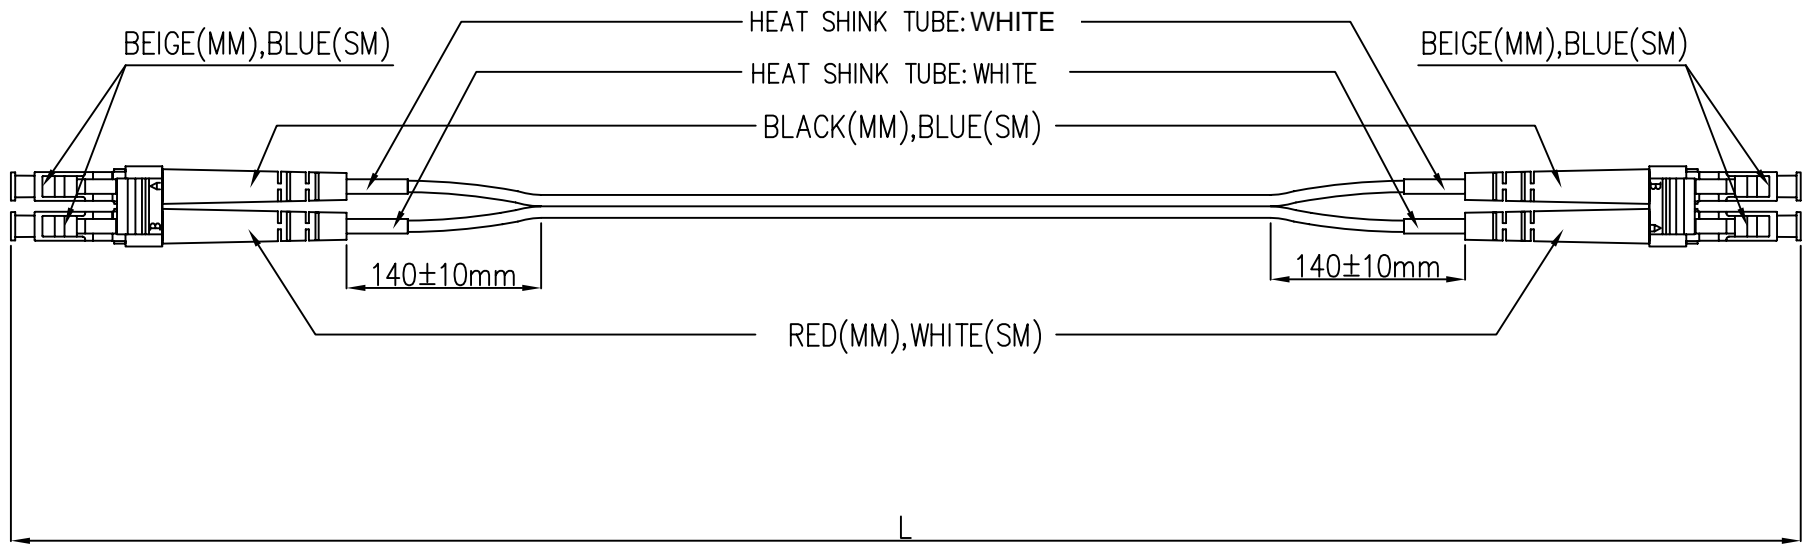 HEAT SHINK TUBE: WHITE
BEIGE(MM),BLUE(SM)
BEIGE(MM),BLUE(SM)
HEAT SHINK TUBE: WHITE
BLACK(MM),BLUE(SM)
A
B
B
A
140±10mm
140±10mm
RED(MM),WHITE(SM)
L